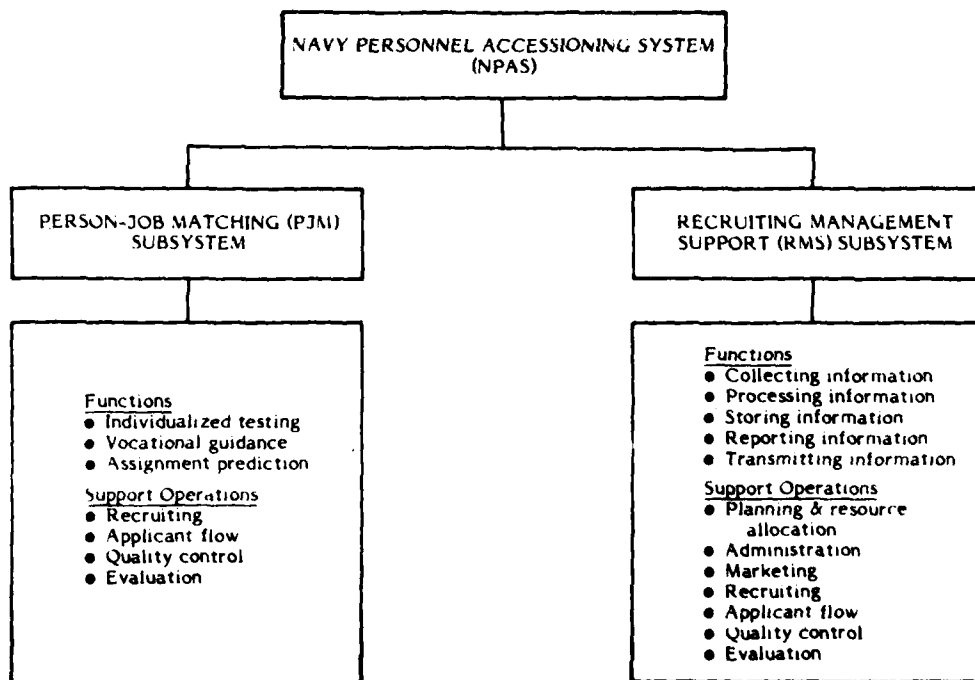 NAVY PERSONNEL ACCESSIONING SYSTEM
(NPAS)
PERSON-JOB MATCHING (PJM)
SUBSYSTEM
RECRUITING MANAGEMENT
SUPPORT (RMS) SUBSYSTEM
Functions
● Individualized testing
● Vocational guidance
● Assignment prediction
Support Operations
● Recruiting
● Applicant flow
● Quality control
● Evaluation
Functions
● Collecting information
● Processing information
● Storing information
● Reporting information
● Transmitting information
Support Operations
● Planning & resource
allocation
● Administration
● Marketing
● Recruiting
● Applicant flow
● Quality control
● Evaluation